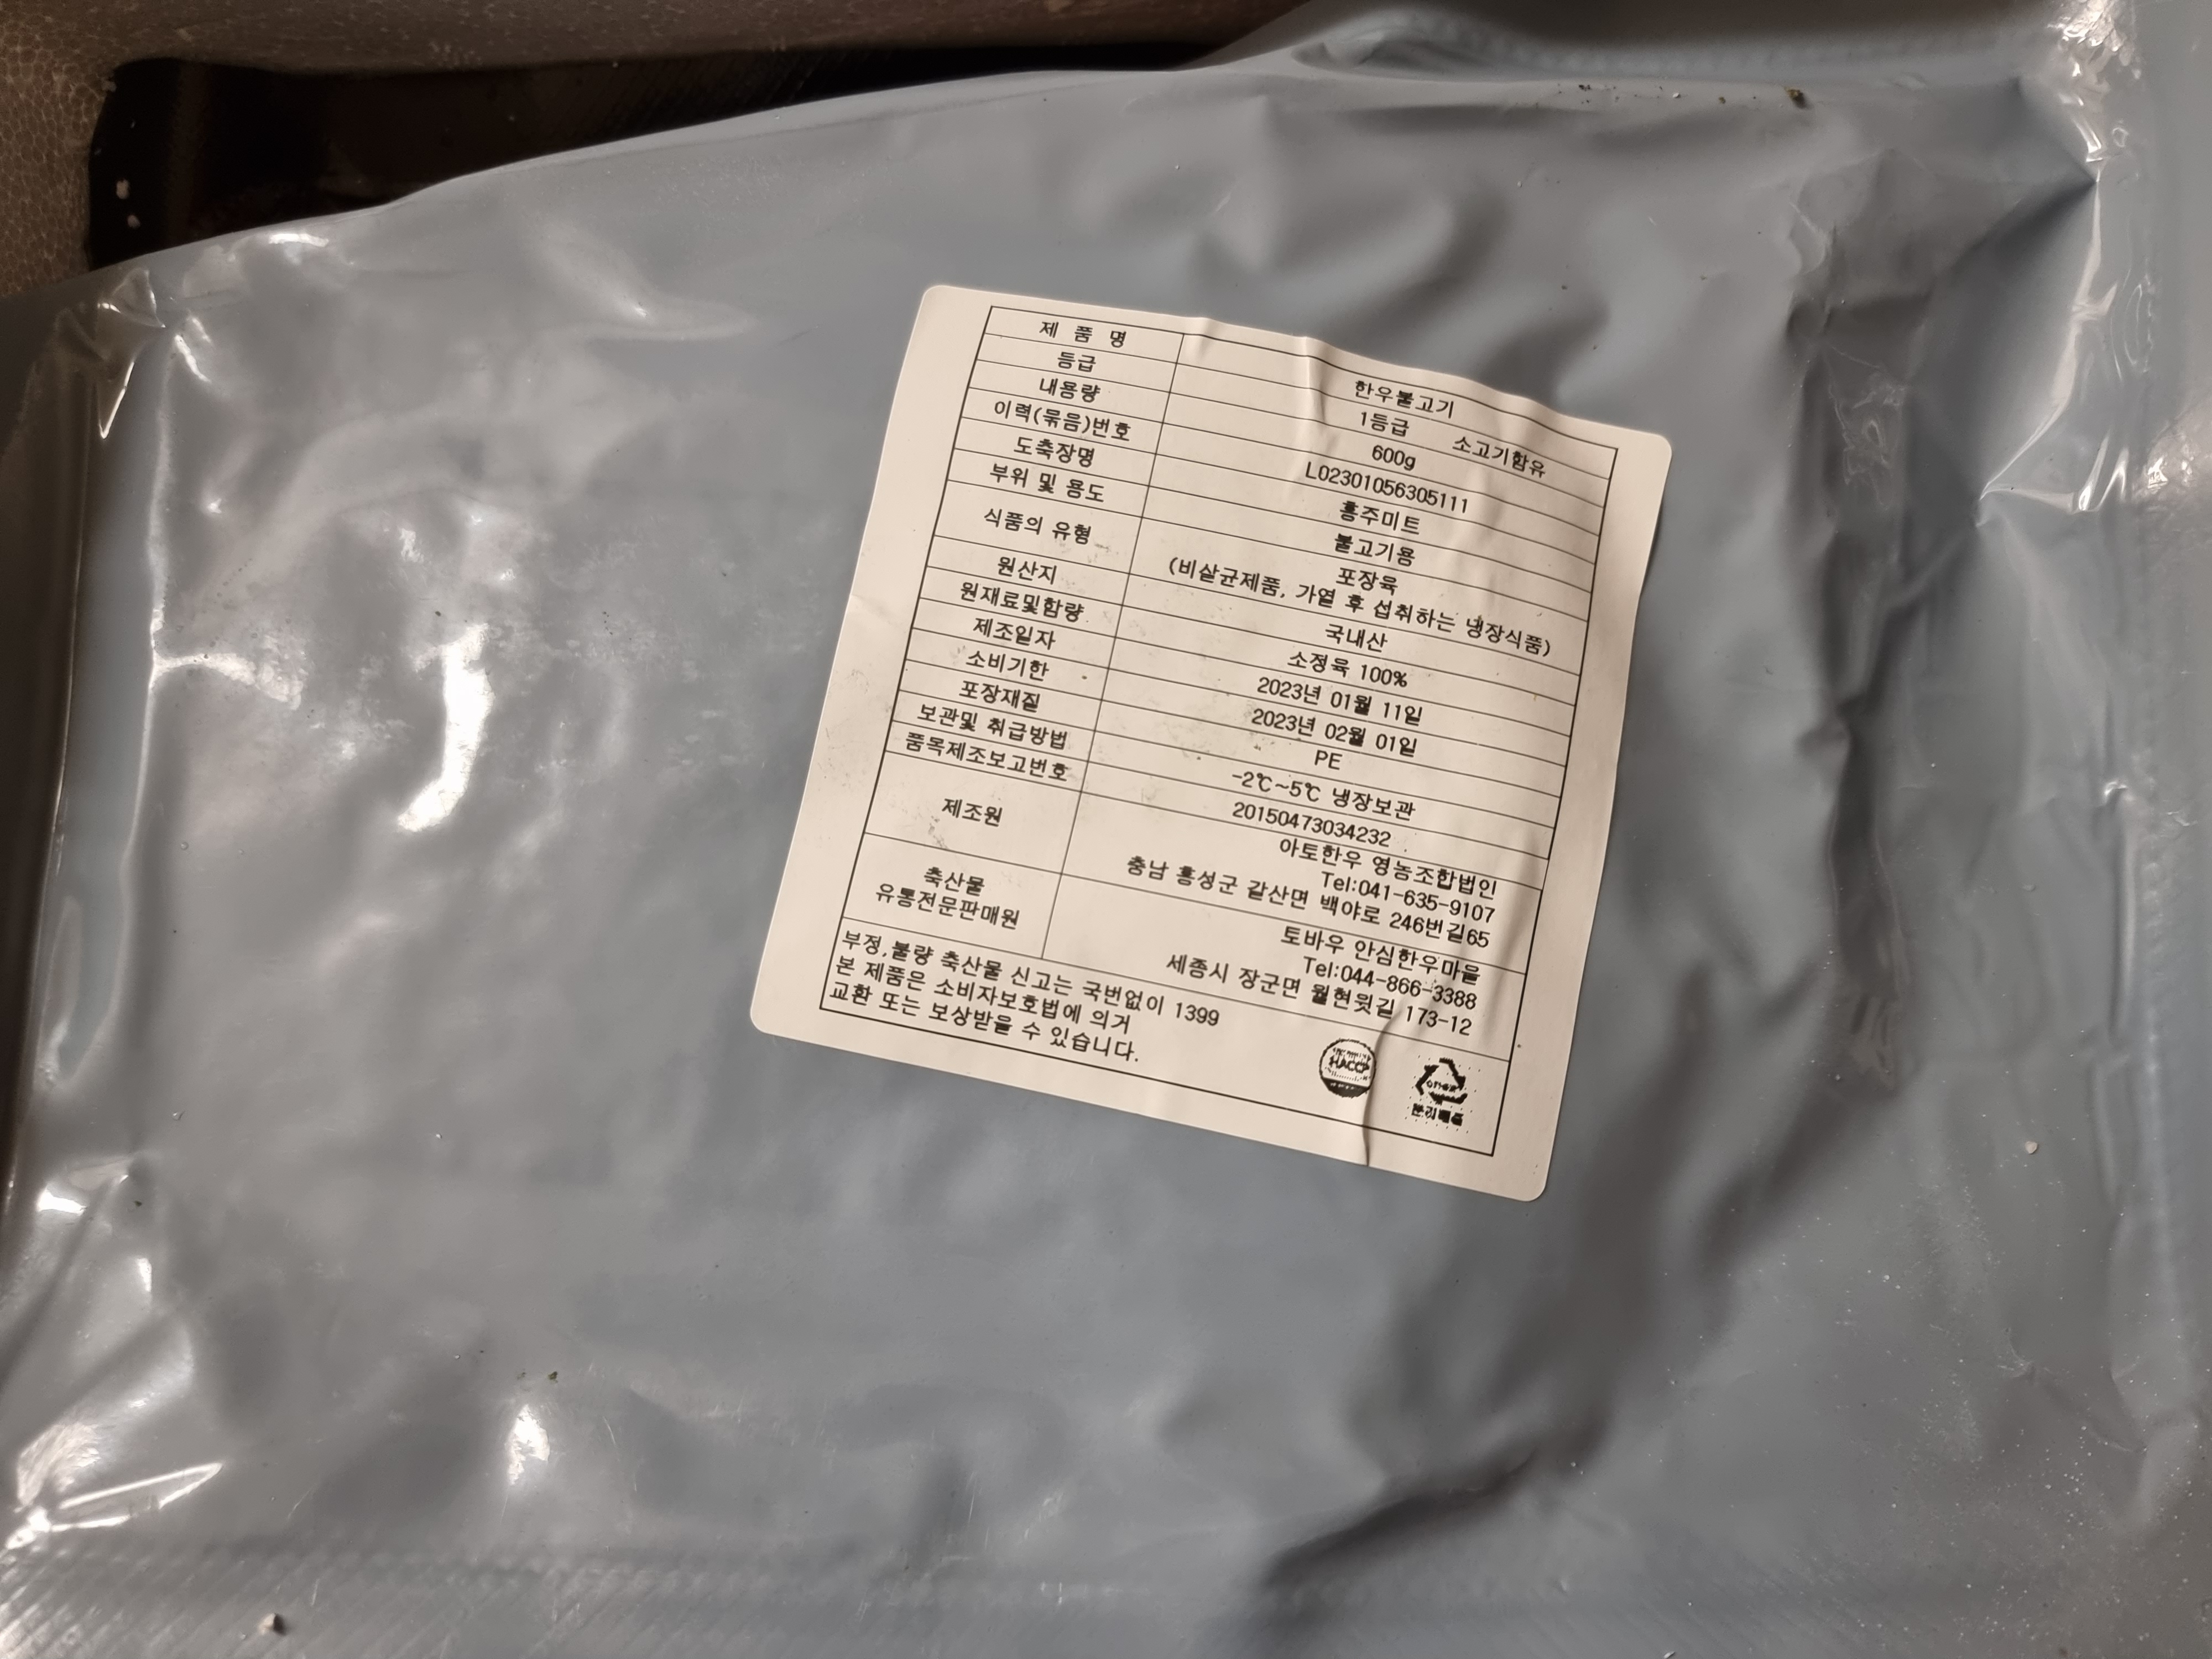 제 품 명 한우불고기
등급 1등급 소고기함유
내용량 600g
이력(묶음)번호 L02301056305111
도축장명 홍주미트
부위 및 용도 불고기용
식품의 유형 포장육
(비살균제품, 가열 후 섭취하는 냉장식품)
원산지 국내산
원재료및함량 소정육 100%
제조일자 2023년 01월 11일
소비기한 2023년 02월 01일
포장재질 PE
보관및 취급방법 -2℃~5℃ 냉장보관
품목제조보고번호 20150473034232
제조원 아토한우 영농조합법인
Tel:041-635-9107
충남 홍성군 갈산면 백야로 246번길65
축산물
유통전문판매원
토바우 안심한우마을
Tel:044-866-3388
세종시 장군면 월현윗길 173-12
부정,불량 축산물 신고는 국번없이 1399
본 제품은 소비자보호법에 의거
교환 또는 보상받을 수 있습니다.
HACCP
분리배출